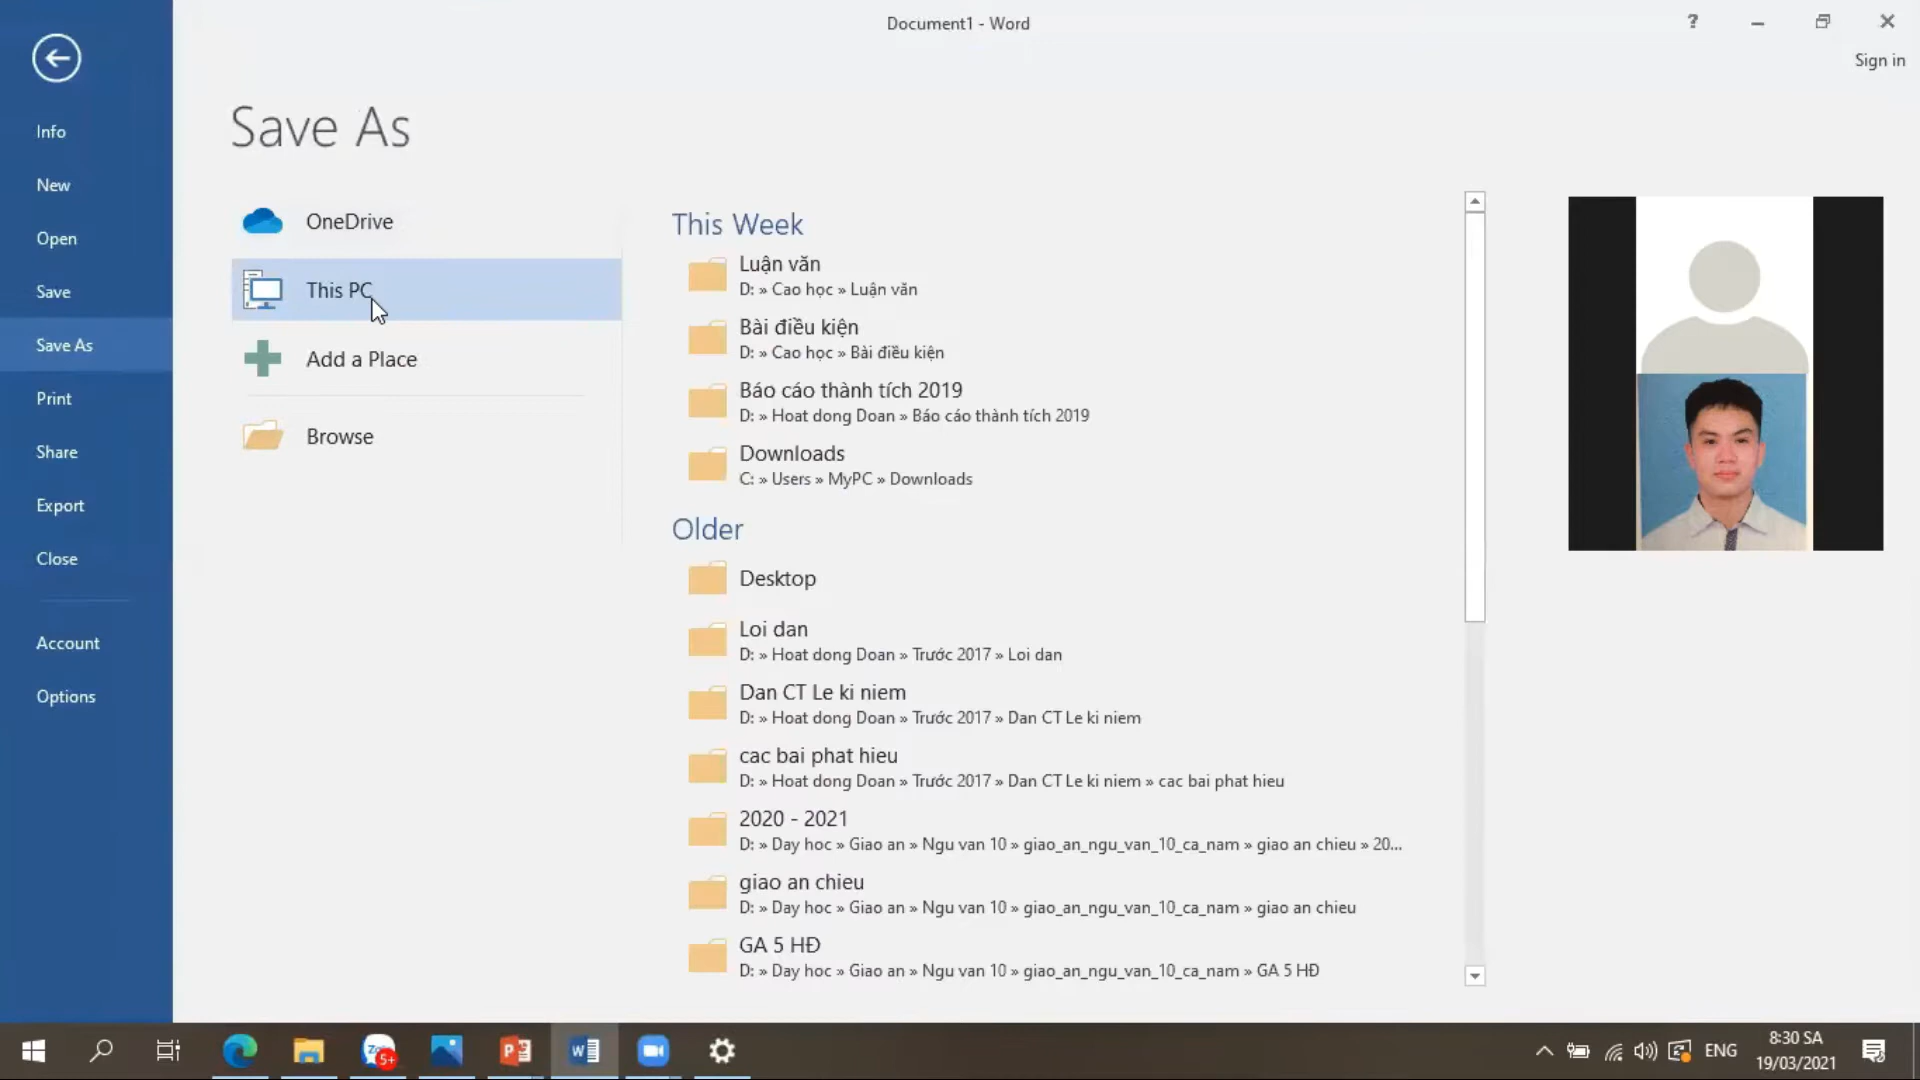 Document1 - Word
?
Sign in
Info
New
Open
Save
Save As
Print
Share
Export
Close
Account
Options
Save As
OneDrive
This PC
Add a Place
Browse
This Week
Luận văn
D: » Cao học » Luận văn
Bài điều kiện
D: » Cao học » Bài điều kiện
Báo cáo thành tích 2019
D: » Hoat dong Doan » Báo cáo thành tích 2019
Downloads
C: » Users » MyPC » Downloads
Older
Desktop
Loi dan
D: » Hoat dong Doan » Trước 2017 » Loi dan
Dan CT Le ki niem
D: » Hoat dong Doan » Trước 2017 » Dan CT Le ki niem
cac bai phat hieu
D: » Hoat dong Doan » Trước 2017 » Dan CT Le ki niem » cac bai phat hieu
2020 - 2021
D: » Day hoc » Giao an » Ngu van 10 » giao_an_ngu_van_10_ca_nam » giao an chieu » 20...
giao an chieu
D: » Day hoc » Giao an » Ngu van 10 » giao_an_ngu_van_10_ca_nam » giao an chieu
GA 5 HĐ
D: » Day hoc » Giao an » Ngu van 10 » giao_an_ngu_van_10_ca_nam » GA 5 HĐ
5+
ENG
8:30 SA
19/03/2021